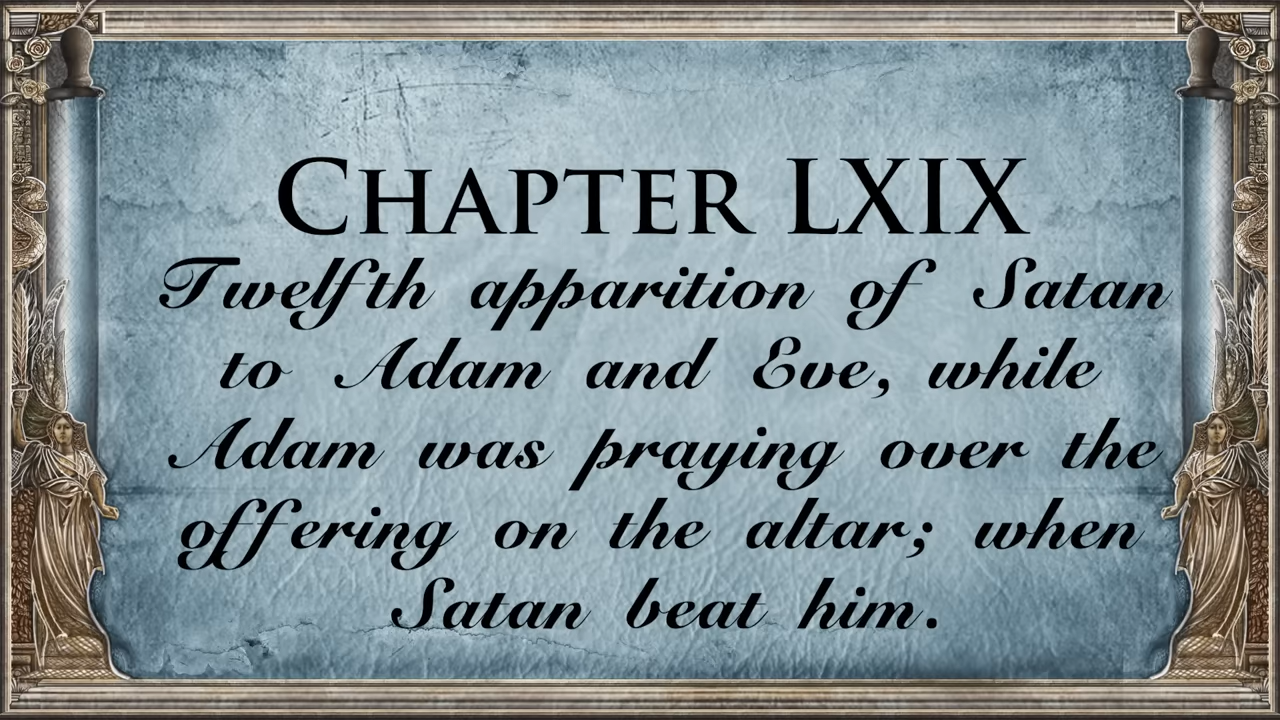 Chapter LXIX
Twelfth apparition of Satan
to Adam and Eve, while
Adam was praying over the
offering on the altar; when
Satan beat him.